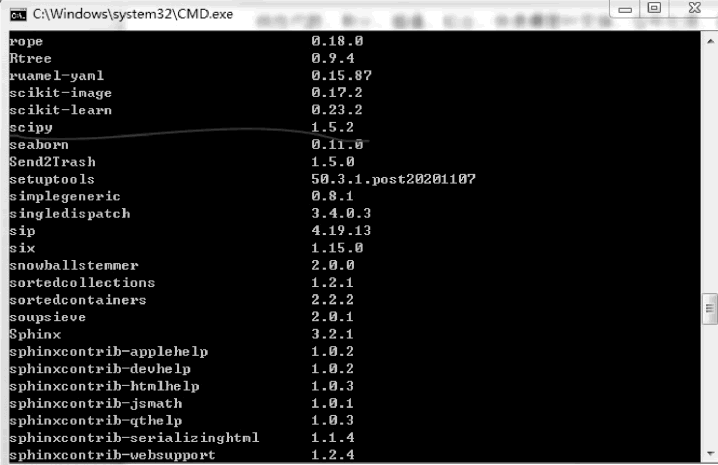 C:\Windows\system32\CMD.exe
rope 0.18.0
Rtree 0.9.4
ruamel-yaml 0.15.87
scikit-image 0.17.2
scikit-learn 0.23.2
scipy 1.5.2
seaborn 0.11.0
Send2Trash 1.5.0
setuptools 50.3.1.post20201107
simplegeneric 0.8.1
singledispatch 3.4.0.3
sip 4.19.13
six 1.15.0
snowballstemmer 2.0.0
sortedcollections 1.2.1
sortedcontainers 2.2.2
soupsieve 2.0.1
Sphinx 3.2.1
sphinxcontrib-applehelp 1.0.2
sphinxcontrib-devhelp 1.0.2
sphinxcontrib-htmlhelp 1.0.3
sphinxcontrib-jsmath 1.0.1
sphinxcontrib-qthelp 1.0.3
sphinxcontrib-serializinghtml 1.1.4
sphinxcontrib-websupport 1.2.4